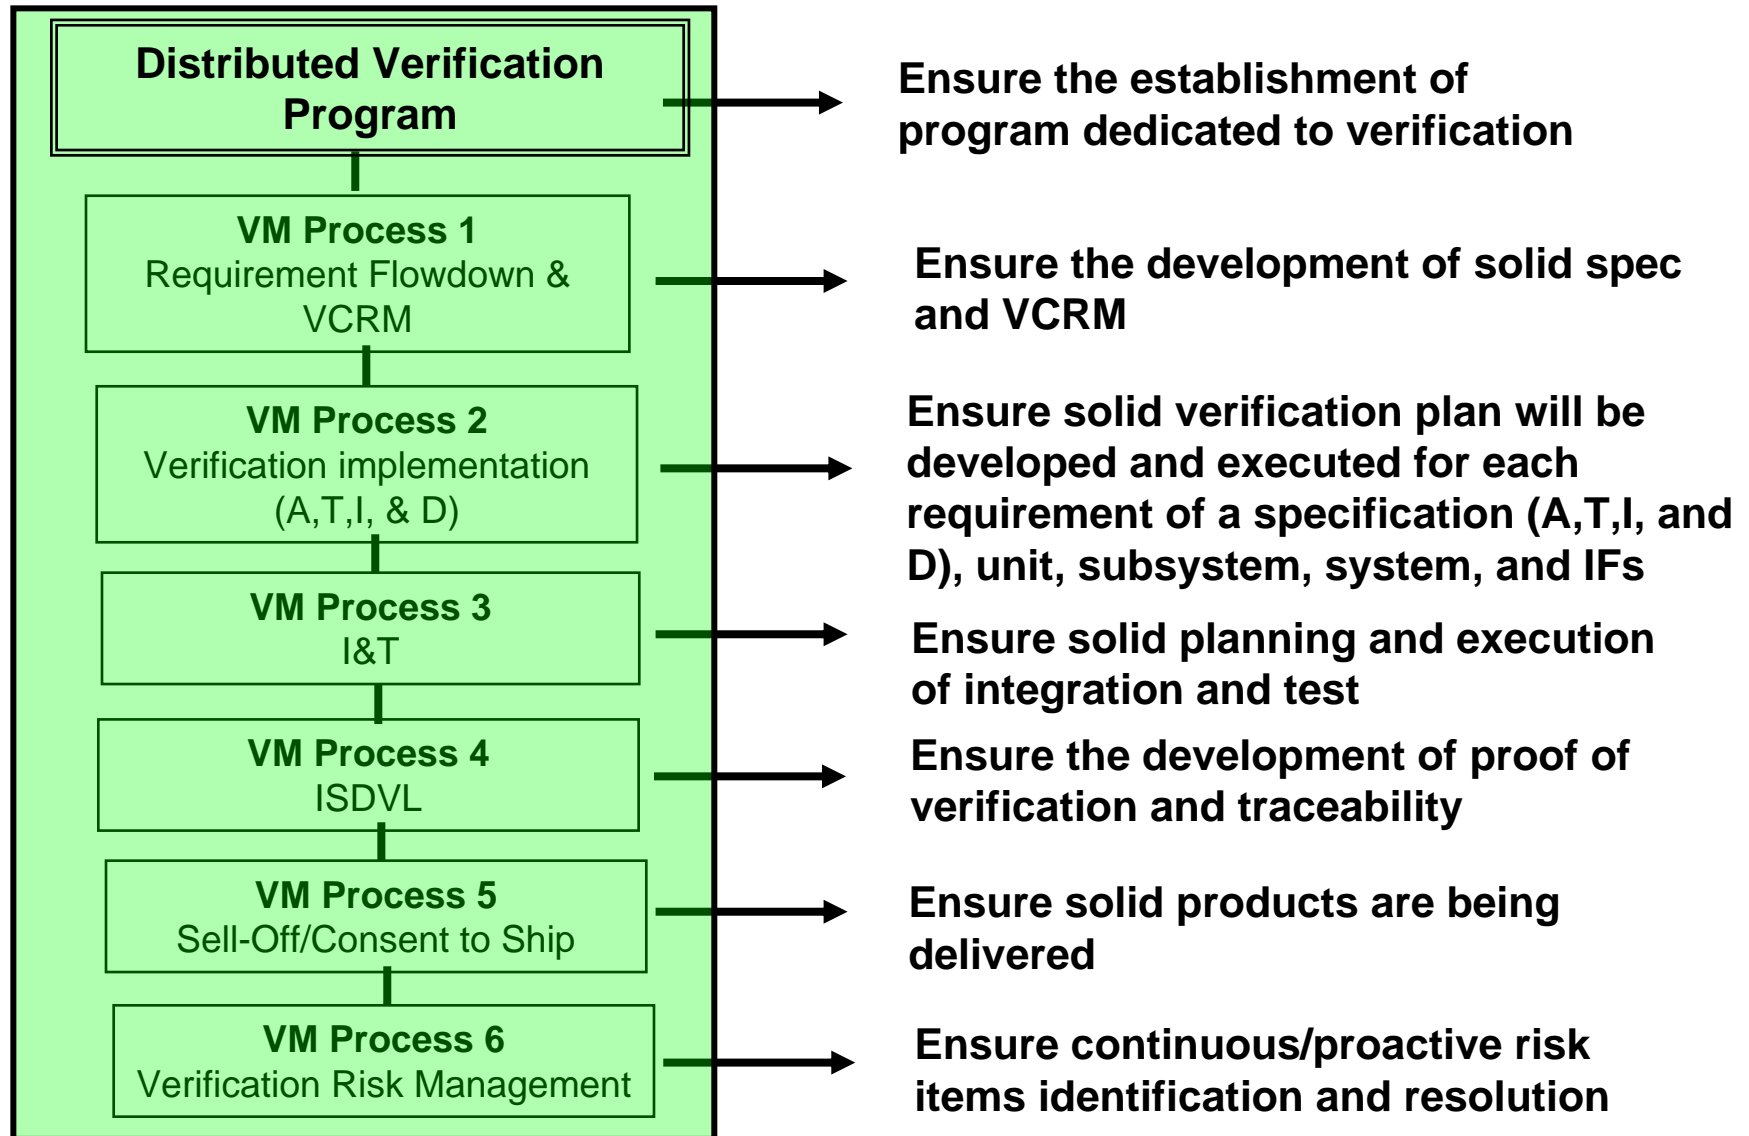 Distributed Verification
Program
Ensure the establishment of
program dedicated to verification
VM Process 1
Requirement Flowdown &
VCRM
Ensure the development of solid spec
and VCRM
VM Process 2
Verification implementation
(A,T,I, & D)
Ensure solid verification plan will be
developed and executed for each
requirement of a specification (A,T,I, and
D), unit, subsystem, system, and IFs
VM Process 3
I&T
Ensure solid planning and execution
of integration and test
VM Process 4
ISDVL
Ensure the development of proof of
verification and traceability
VM Process 5
Sell-Off/Consent to Ship
Ensure solid products are being
delivered
VM Process 6
Verification Risk Management
Ensure continuous/proactive risk
items identification and resolution